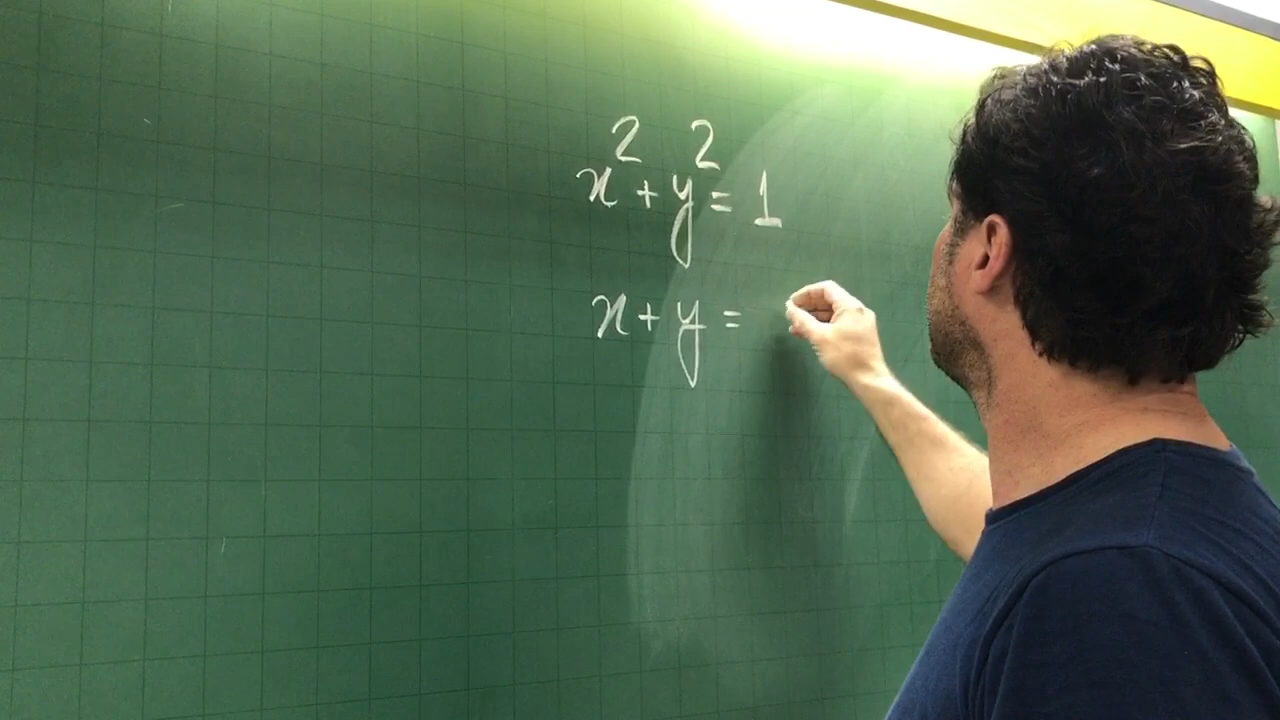 x² + y² = 1
x + y =